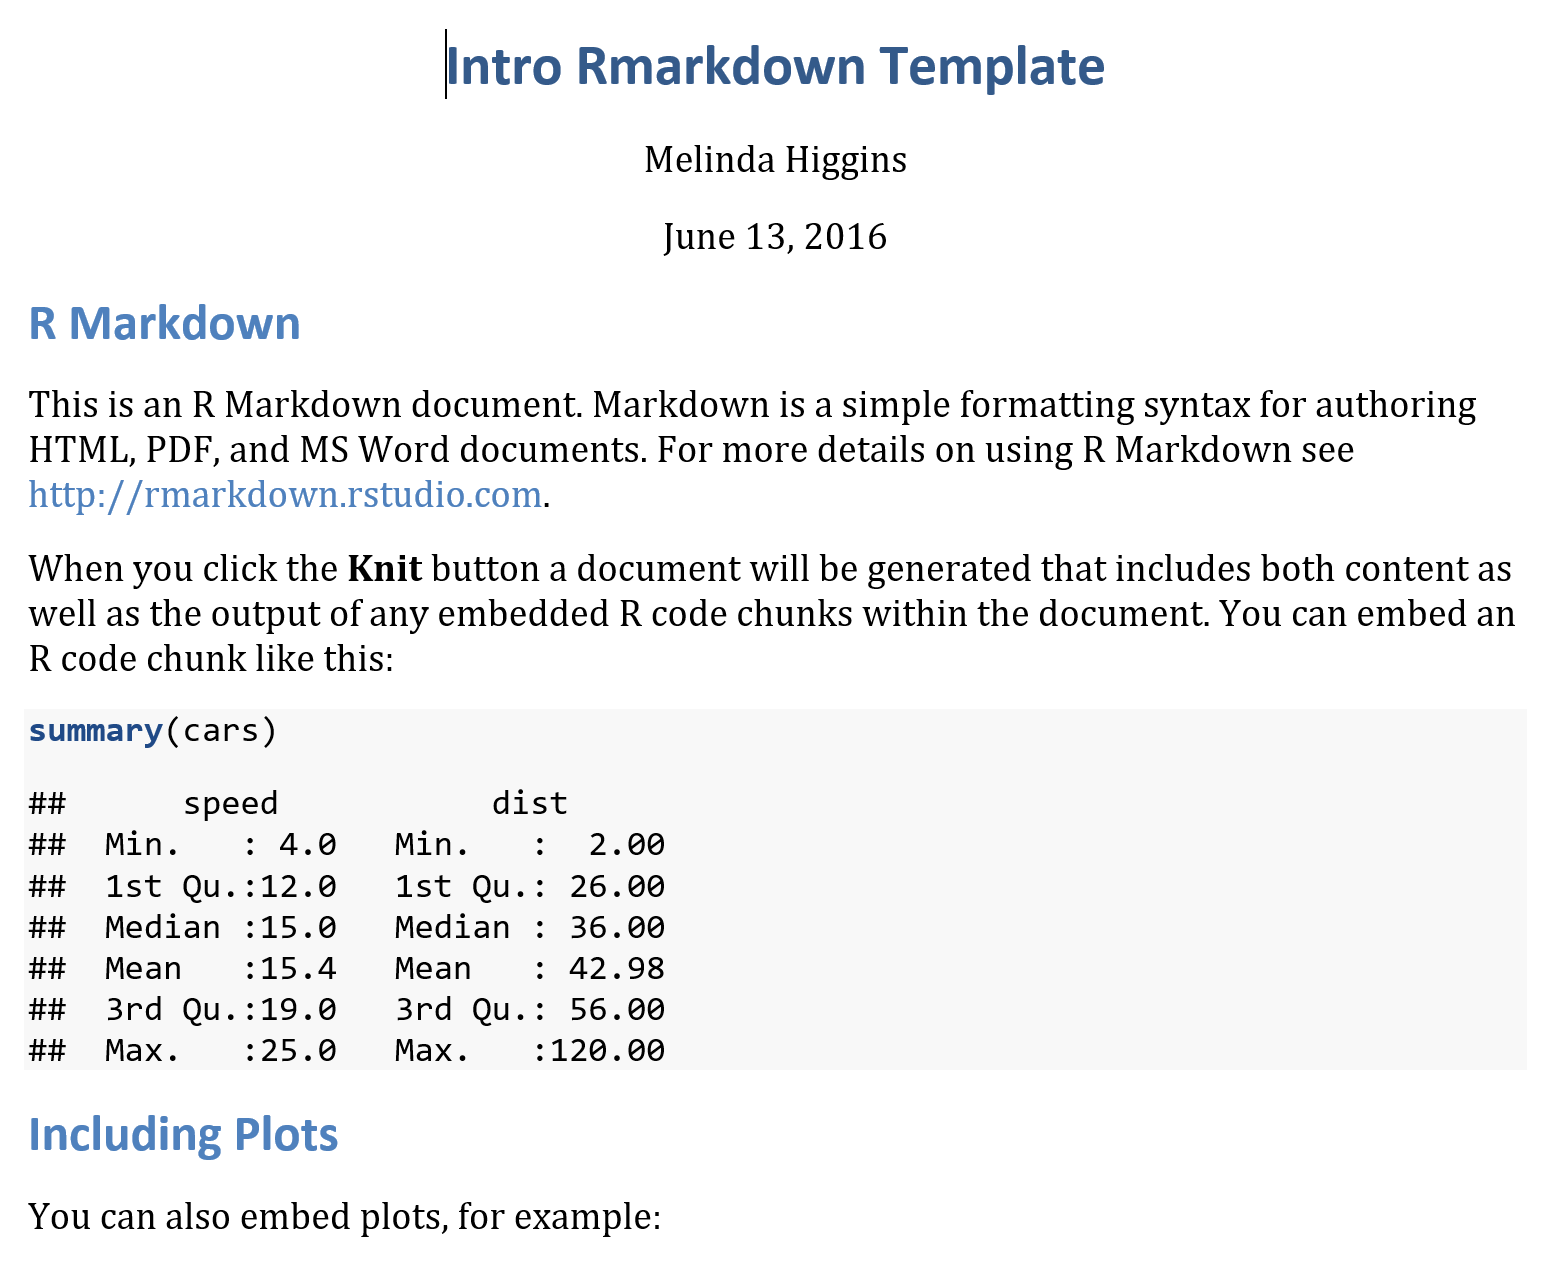 Intro Rmarkdown Template
Melinda Higgins
June 13, 2016
R Markdown
This is an R Markdown document. Markdown is a simple formatting syntax for authoring
HTML, PDF, and MS Word documents. For more details on using R Markdown see
http://rmarkdown.rstudio.com.
When you click the Knit button a document will be generated that includes both content as
well as the output of any embedded R code chunks within the document. You can embed an
R code chunk like this:
summary(cars)
##      speed           dist
##  Min.   : 4.0   Min.   :  2.00
##  1st Qu.:12.0   1st Qu.: 26.00
##  Median :15.0   Median : 36.00
##  Mean   :15.4   Mean   : 42.98
##  3rd Qu.:19.0   3rd Qu.: 56.00
##  Max.   :25.0   Max.   :120.00
Including Plots
You can also embed plots, for example: